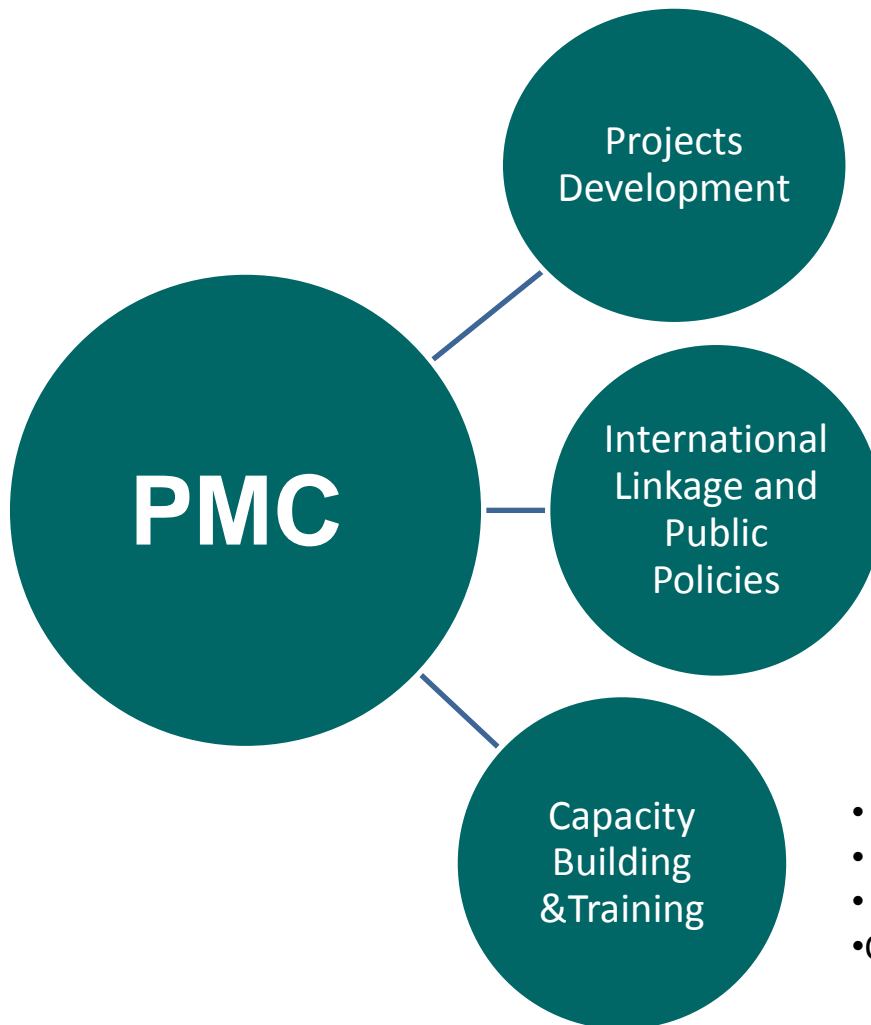 Projects
Development
PMC
International
Linkage and
Public
Policies
Capacity
Building
&Training
•
•
•
•